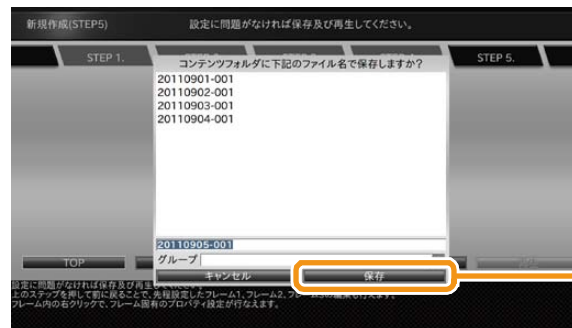 新規作成(STEP5)
設定に問題がなければ保存及び再生してください。
STEP 1.
STEP 5.
コンテンツフォルダに下記のファイル名で保存しますか?
20110901-001
20110902-001
20110903-001
20110904-001
20110905-001
グループ
TOP
キャンセル
保存
設定に問題がなければ保存及び再生
上のステップを押して前に戻ることで、先程設定したフレーム1、フレーム2、フレーム3の編集も行えます。
フレーム内の右クリックで、フレーム固有のプロパティ設定が行なえます。